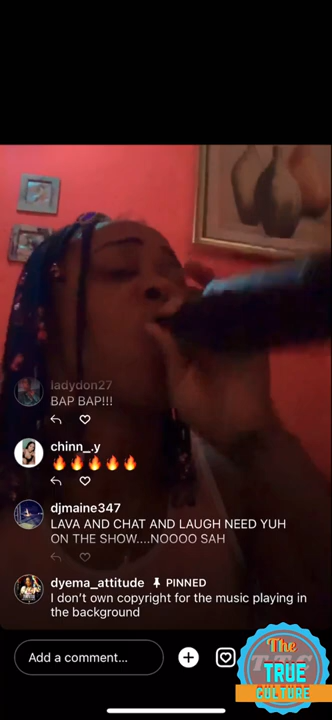 ladydon27
BAP BAP!!!
chinn_.y
🔥🔥🔥🔥🔥
djmaine347
LAVA AND CHAT AND LAUGH NEED YUH
ON THE SHOW....NOOOO SAH
dyema_attitude PINNED
I don't own copyright for the music playing in
the background
Add a comment...
The
TRUE
CULTURE